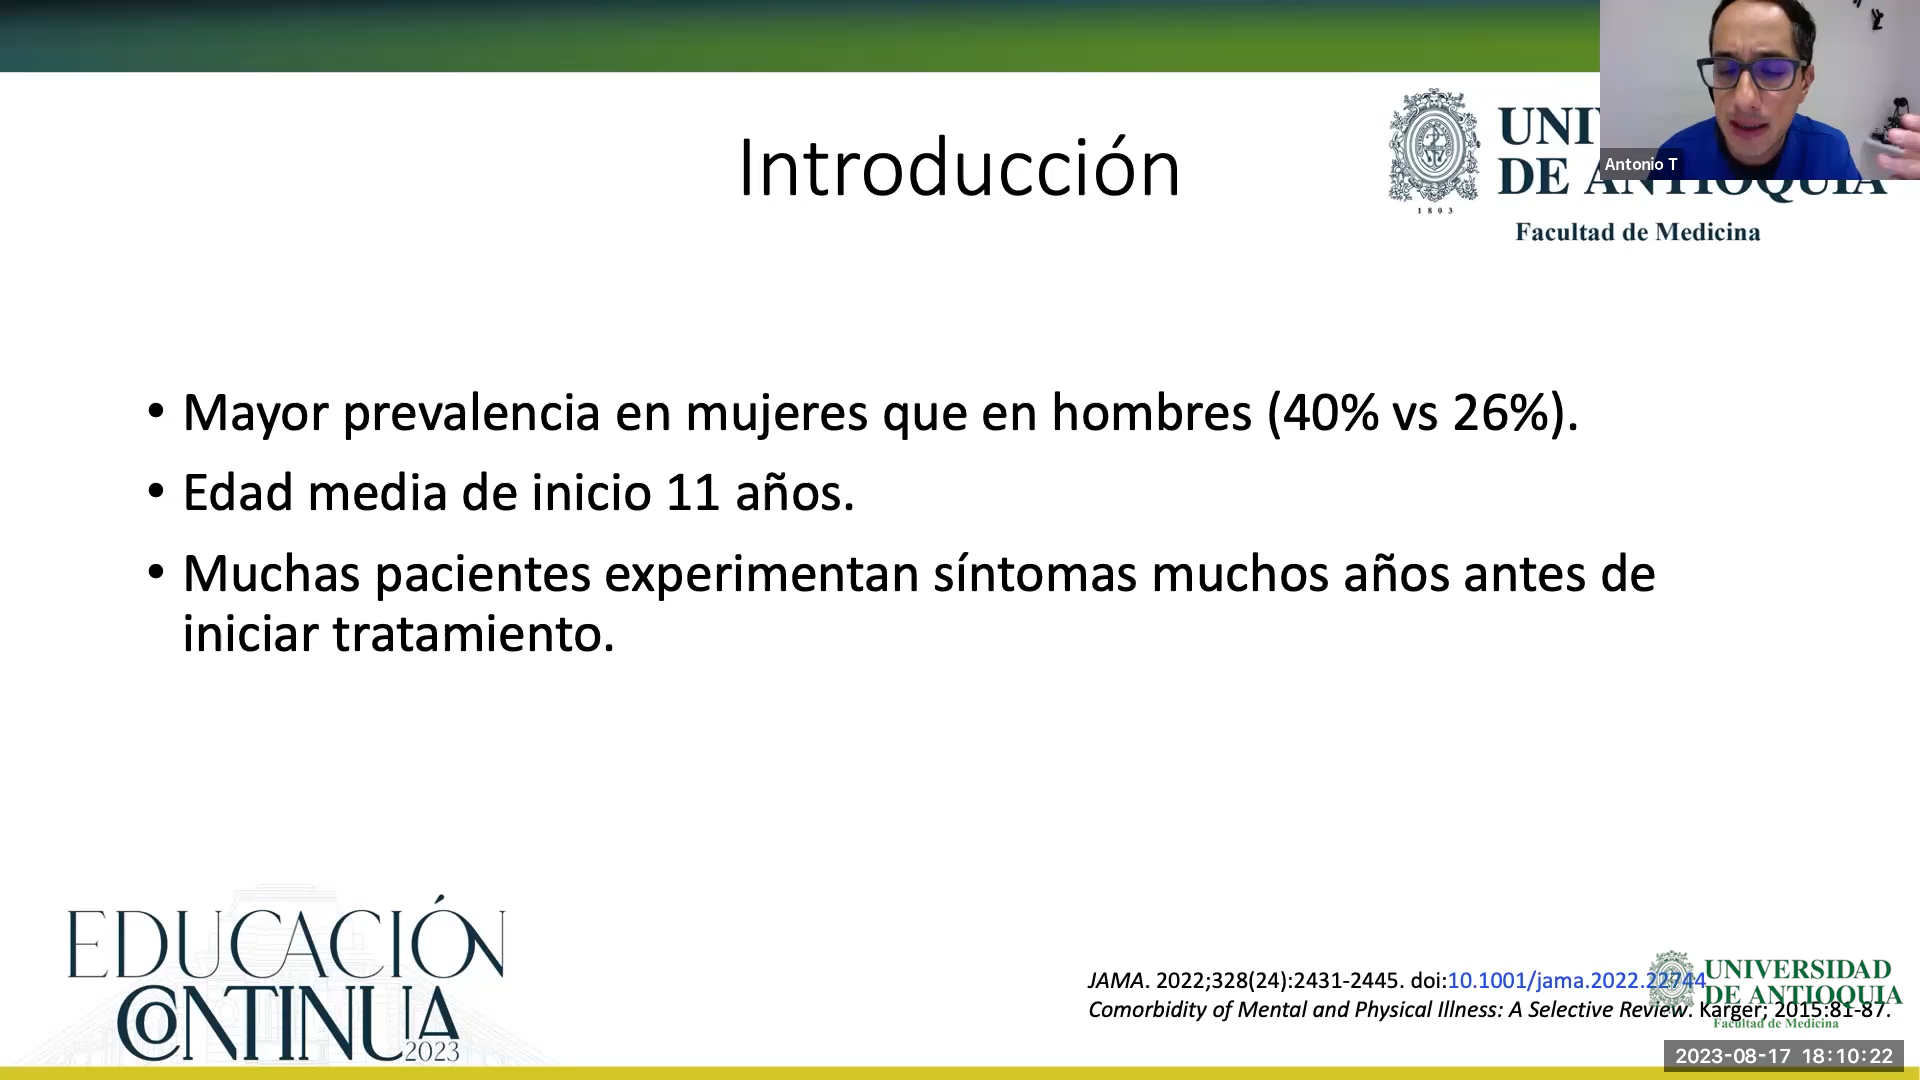 Introducción
UNI
DE ANTIOQUIA
1803
Facultad de Medicina
Antonio T
• Mayor prevalencia en mujeres que en hombres (40% vs 26%).
• Edad media de inicio 11 años.
• Muchas pacientes experimentan síntomas muchos años antes de
iniciar tratamiento.
EDUCACIÓN
CONTINUA
2023
JAMA. 2022;328(24):2431-2445. doi:10.1001/jama.2022.22744
Comorbidity of Mental and Physical Illness: A Selective Review. Karger; 2015:81-87.
UNIVERSIDAD
DE ANTIOQUIA
Facultad de Medicina
2023-08-17 18:10:22